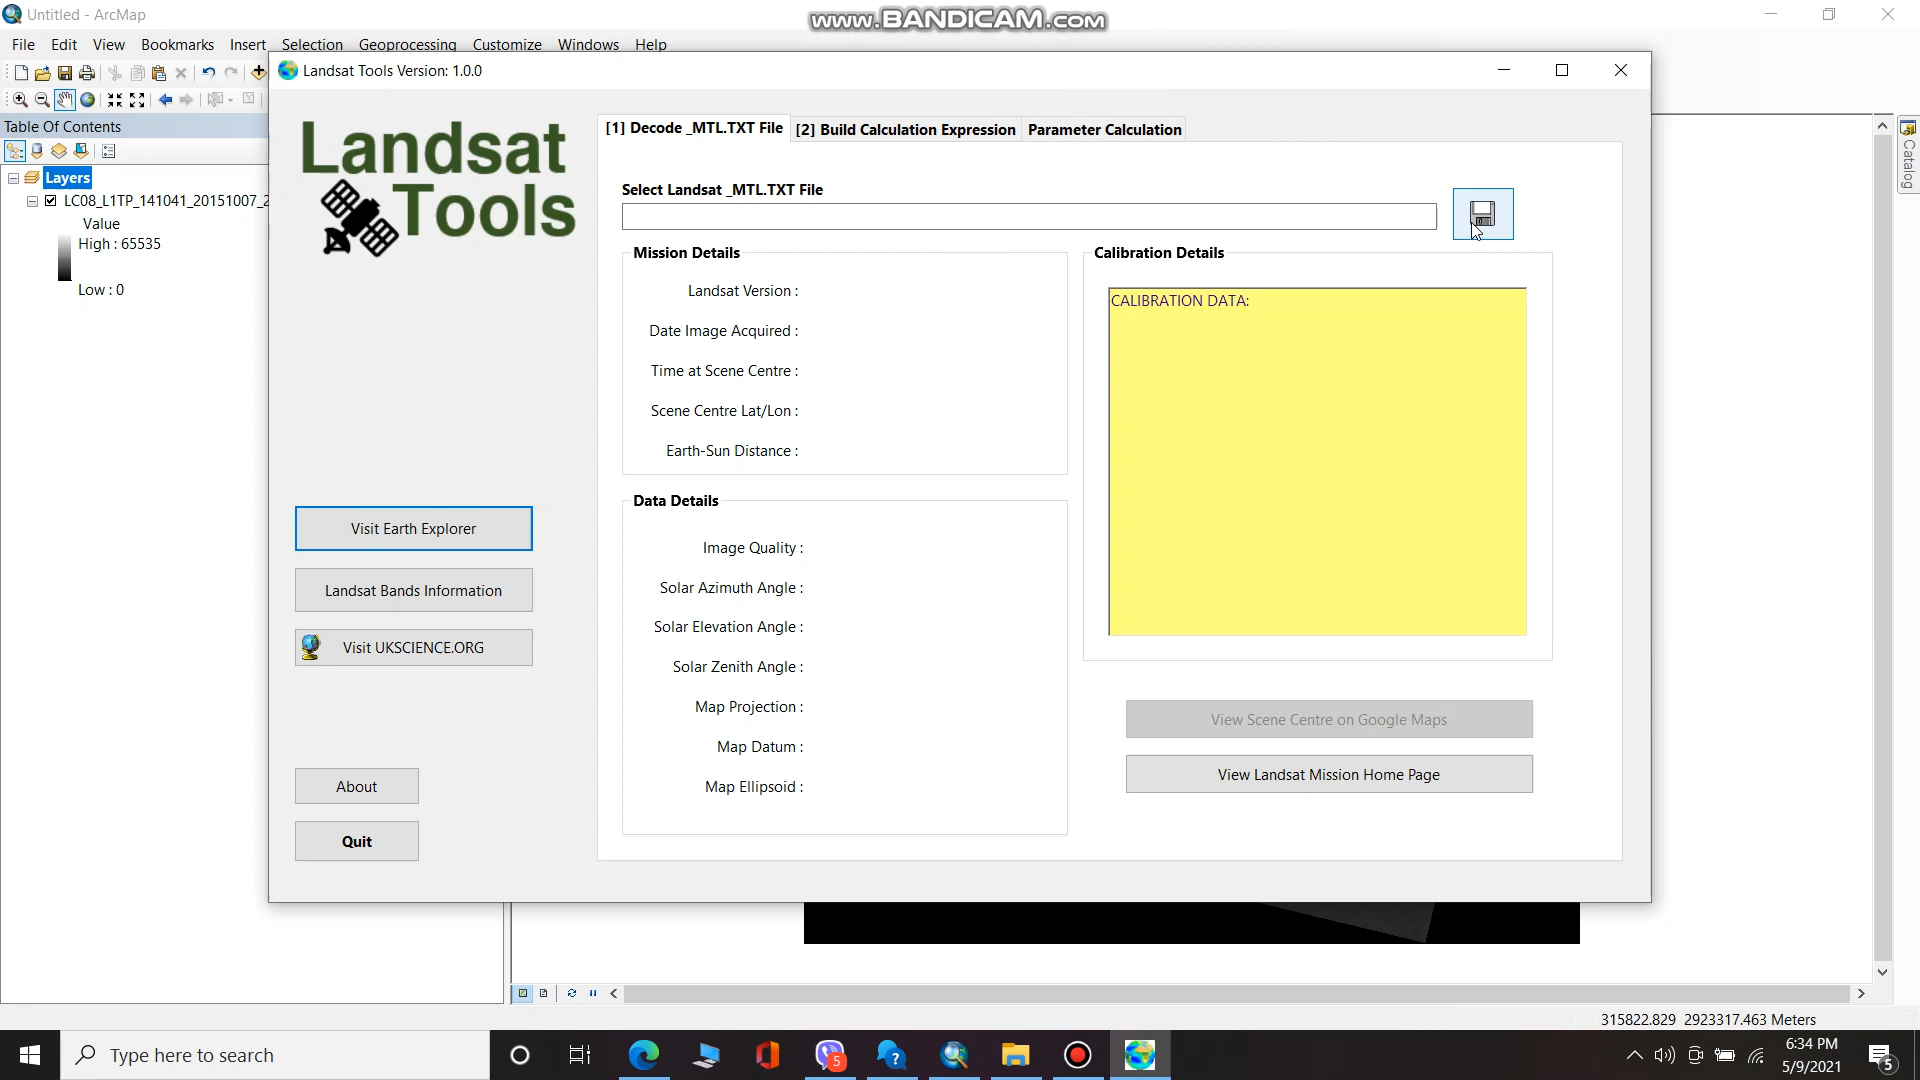 Untitled - ArcMap
www.BANDICAM.com
File Edit View Bookmarks Insert Selection Geoprocessing Customize Windows Help
Landsat Tools Version: 1.0.0
Table Of Contents
Layers
LC08_L1TP_141041_20151007_2
Value
High : 65535
Low : 0
Landsat
Tools
Visit Earth Explorer
Landsat Bands Information
Visit UKSCIENCE.ORG
About
Quit
[1] Decode _MTL.TXT File [2] Build Calculation Expression Parameter Calculation
Select Landsat _MTL.TXT File
Mission Details
Landsat Version :
Date Image Acquired :
Time at Scene Centre :
Scene Centre Lat/Lon :
Earth-Sun Distance :
Data Details
Image Quality :
Solar Azimuth Angle :
Solar Elevation Angle :
Solar Zenith Angle :
Map Projection :
Map Datum :
Map Ellipsoid :
Calibration Details
CALIBRATION DATA:
View Scene Centre on Google Maps
View Landsat Mission Home Page
Catalog
315822.829 2923317.463 Meters
Type here to search
5
6:34 PM
5/9/2021
5